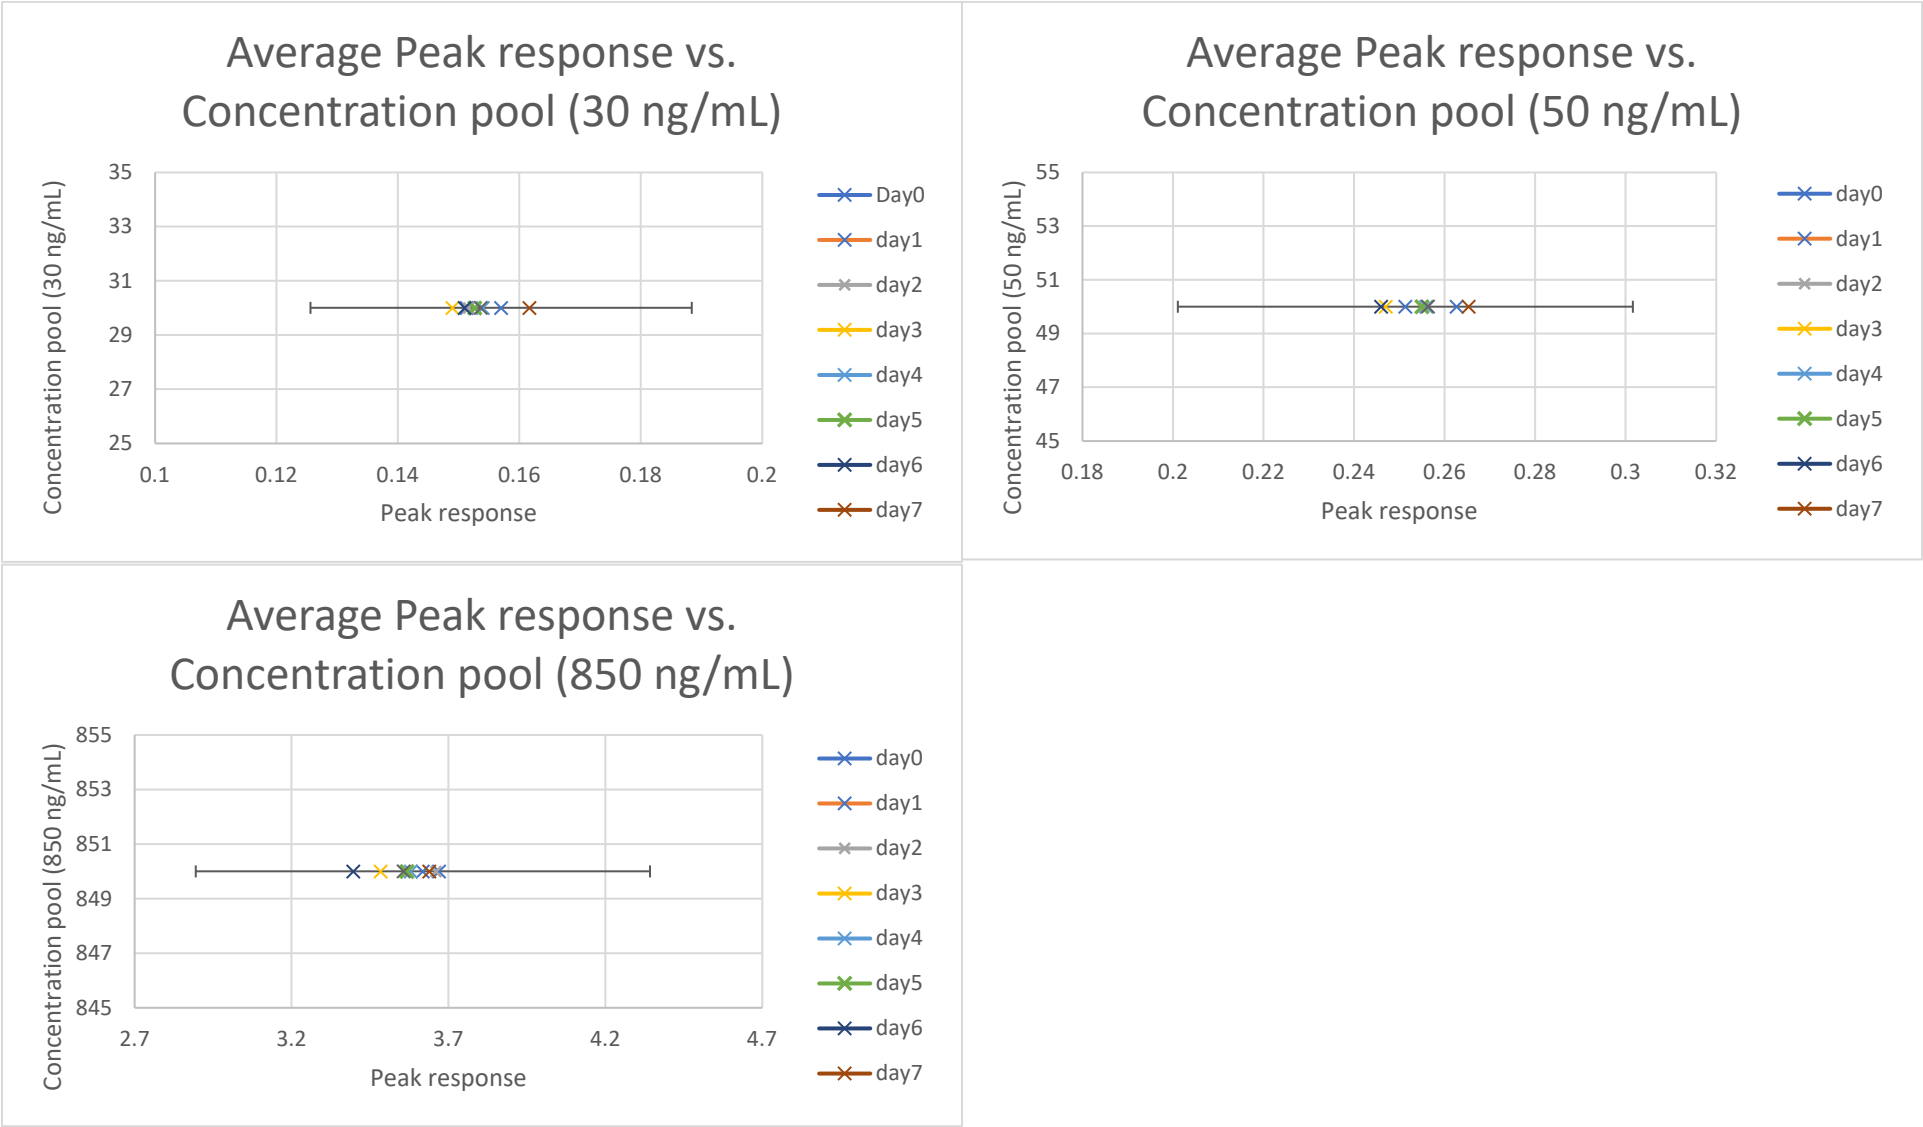 Average Peak response vs.
Concentration pool (30 ng/mL)
Concentration pool (30 ng/mL)
35
33
31
29
27
25
0.1 0.12 0.14 0.16 0.18 0.2
Peak response
Day0
day1
day2
day3
day4
day5
day6
day7
Average Peak response vs.
Concentration pool (50 ng/mL)
Concentration pool (50 ng/mL)
55
53
51
49
47
45
0.18 0.2 0.22 0.24 0.26 0.28 0.3 0.32
Peak response
day0
day1
day2
day3
day4
day5
day6
day7
Average Peak response vs.
Concentration pool (850 ng/mL)
Concentration pool (850 ng/mL)
855
853
851
849
847
845
2.7 3.2 3.7 4.2 4.7
Peak response
day0
day1
day2
day3
day4
day5
day6
day7